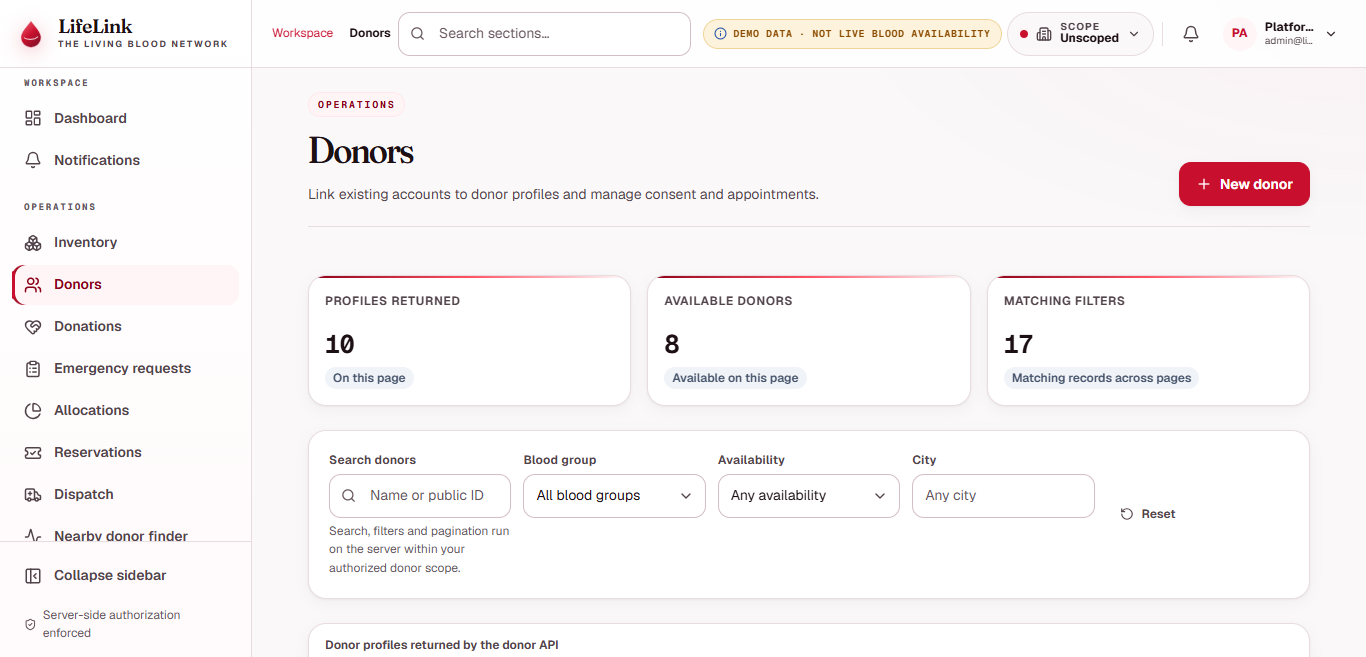 LifeLink
THE LIVING BLOOD NETWORK
Workspace
Donors
Search sections...
DEMO DATA · NOT LIVE BLOOD AVAILABILITY
SCOPE
Unscoped
PA
Platfor...
admin@li...
WORKSPACE
Dashboard
Notifications
OPERATIONS
Inventory
Donors
Donations
Emergency requests
Allocations
Reservations
Dispatch
Nearby donor finder
Collapse sidebar
Server-side authorization
enforced
OPERATIONS
Donors
Link existing accounts to donor profiles and manage consent and appointments.
+ New donor
PROFILES RETURNED
10
On this page
AVAILABLE DONORS
8
Available on this page
MATCHING FILTERS
17
Matching records across pages
Search donors
Name or public ID
Search, filters and pagination run
on the server within your
authorized donor scope.
Blood group
All blood groups
Availability
Any availability
City
Any city
Reset
Donor profiles returned by the donor API